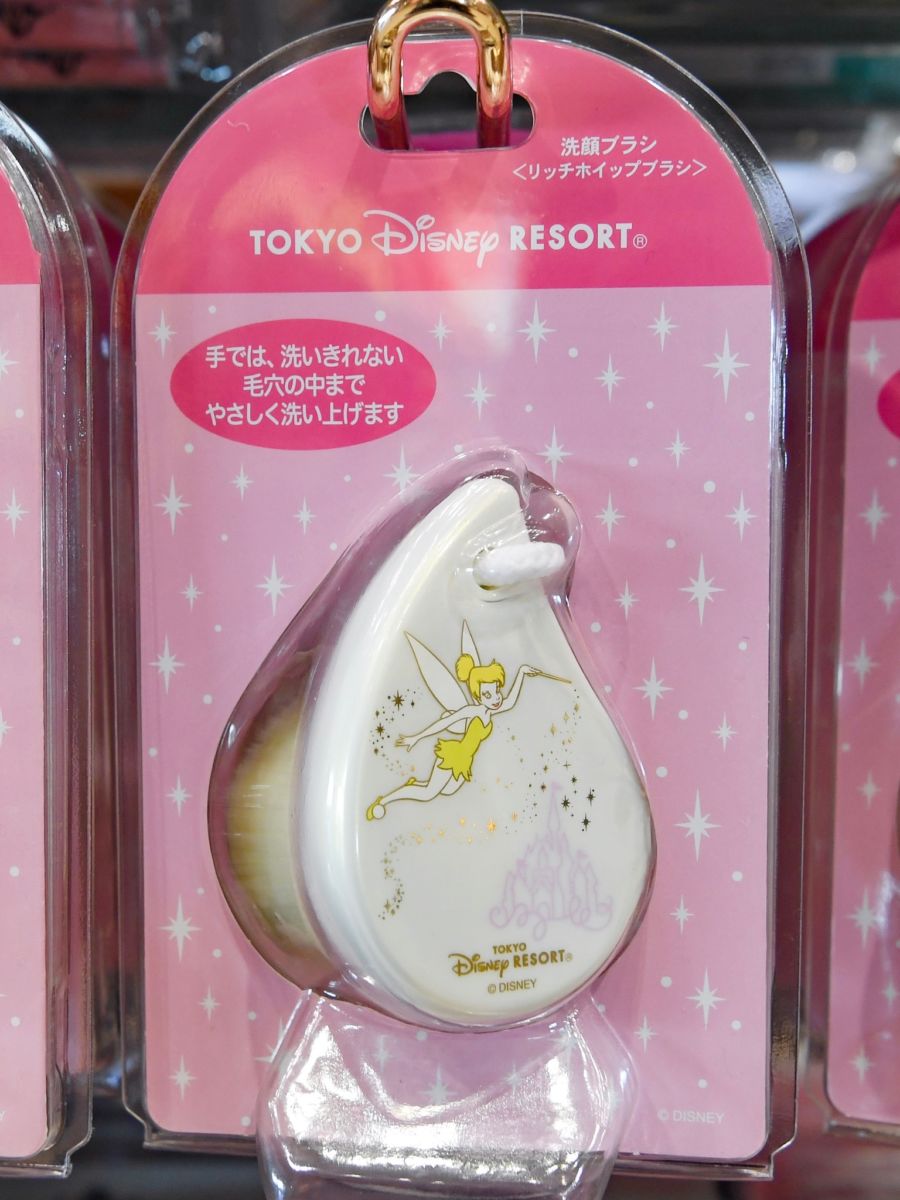 洗顔ブラシ
<リッチホイップブラシ>
TOKYO Disney RESORT®
手では、洗いきれない
毛穴の中まで
やさしく洗い上げます
TOKYO
Disney RESORT®
© DISNEY
© DISNEY